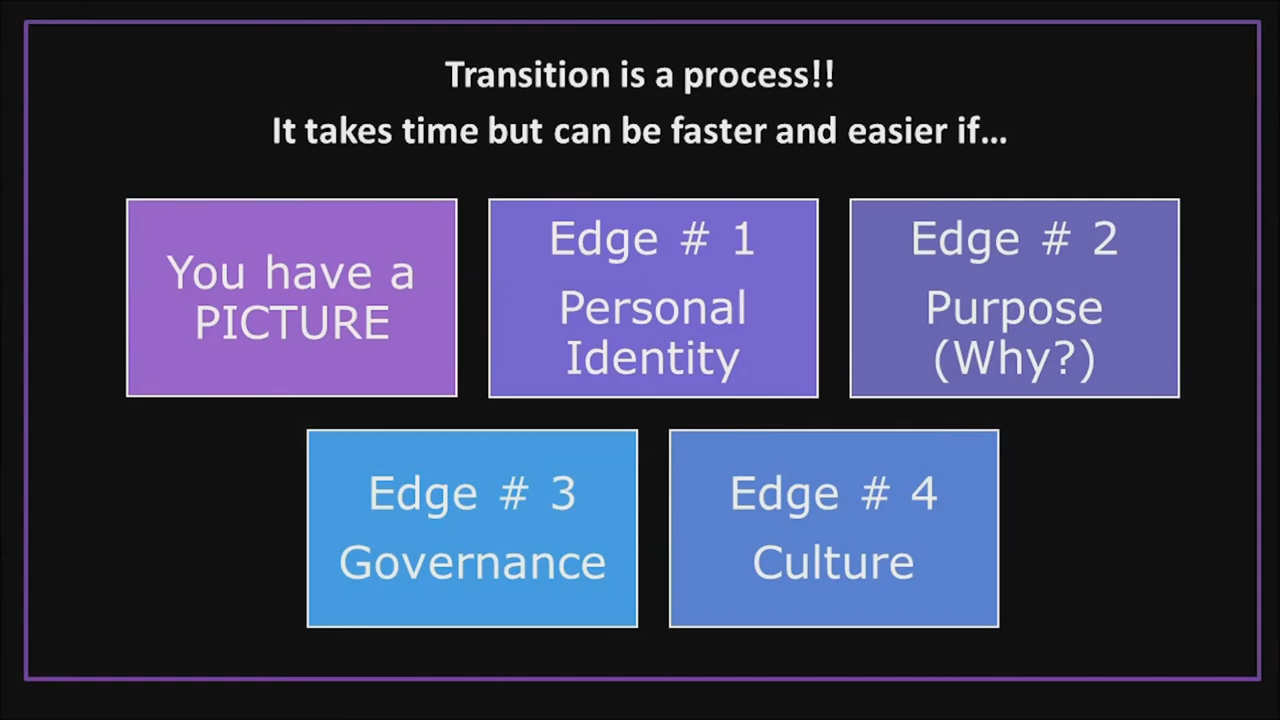 Transition is a process!!
It takes time but can be faster and easier if...
You have a
PICTURE
Edge # 1
Personal
Identity
Edge # 2
Purpose
(Why?)
Edge # 3
Governance
Edge # 4
Culture